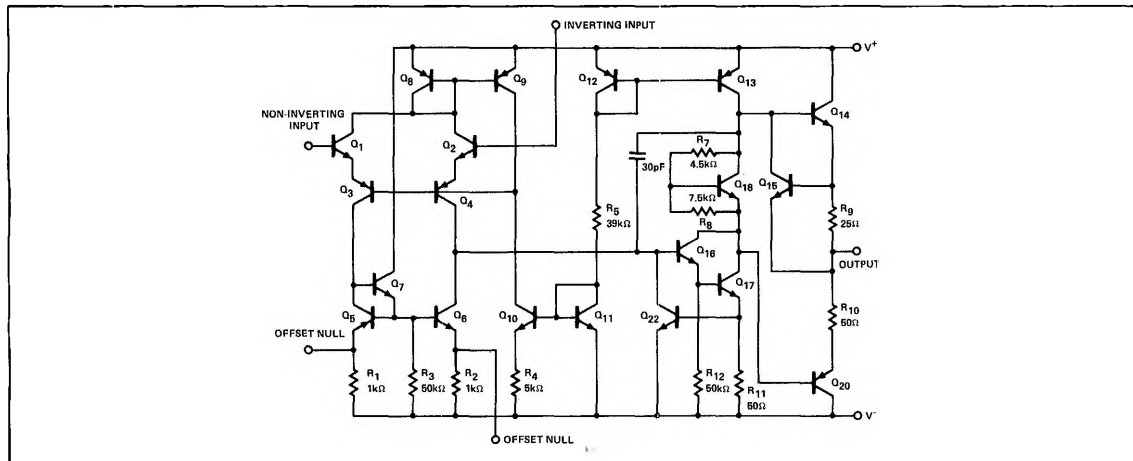 INVERTING INPUT
V+
Q8
Q9
Q12
Q13
Q14
NON-INVERTING
INPUT
Q1
Q2
R7
4.5kΩ
30pF
Q18
Q15
Q3
Q4
7.5kΩ
R5
39kΩ
R8
R9
25Ω
Q16
OUTPUT
Q7
Q17
Q5
Q6
Q10
Q11
Q22
R10
50Ω
OFFSET NULL
R1
1kΩ
R3
50kΩ
R2
1kΩ
R4
5kΩ
R12
50kΩ
R11
50Ω
Q20
V-
OFFSET NULL